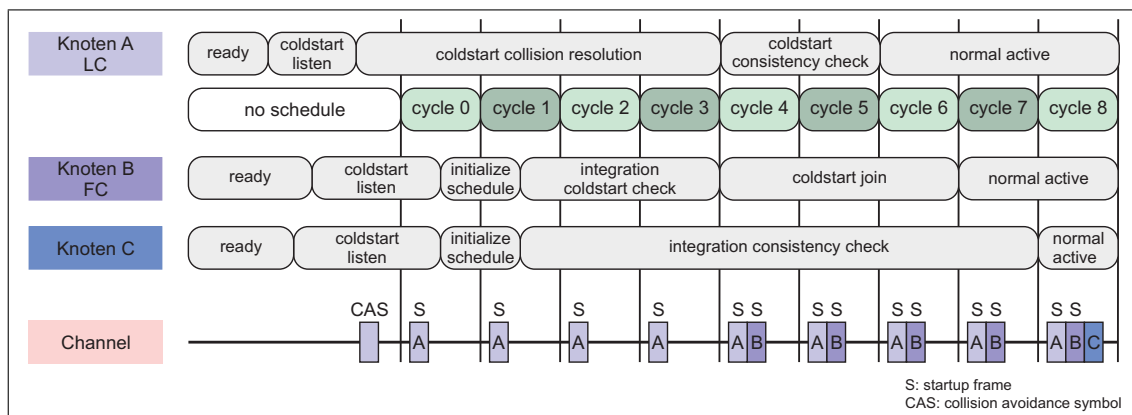 Knoten A
LC
ready
coldstart
listen
coldstart collision resolution
coldstart
consistency check
normal active
no schedule
cycle 0
cycle 1
cycle 2
cycle 3
cycle 4
cycle 5
cycle 6
cycle 7
cycle 8
Knoten B
FC
ready
coldstart
listen
initialize
schedule
integration
coldstart check
coldstart join
normal active
Knoten C
ready
coldstart
listen
initialize
schedule
integration consistency check
normal
active
CAS S S S S S S S S S S S S S S
Channel
A A A A A B A B A B A B A B C
S: startup frame
CAS: collision avoidance symbol